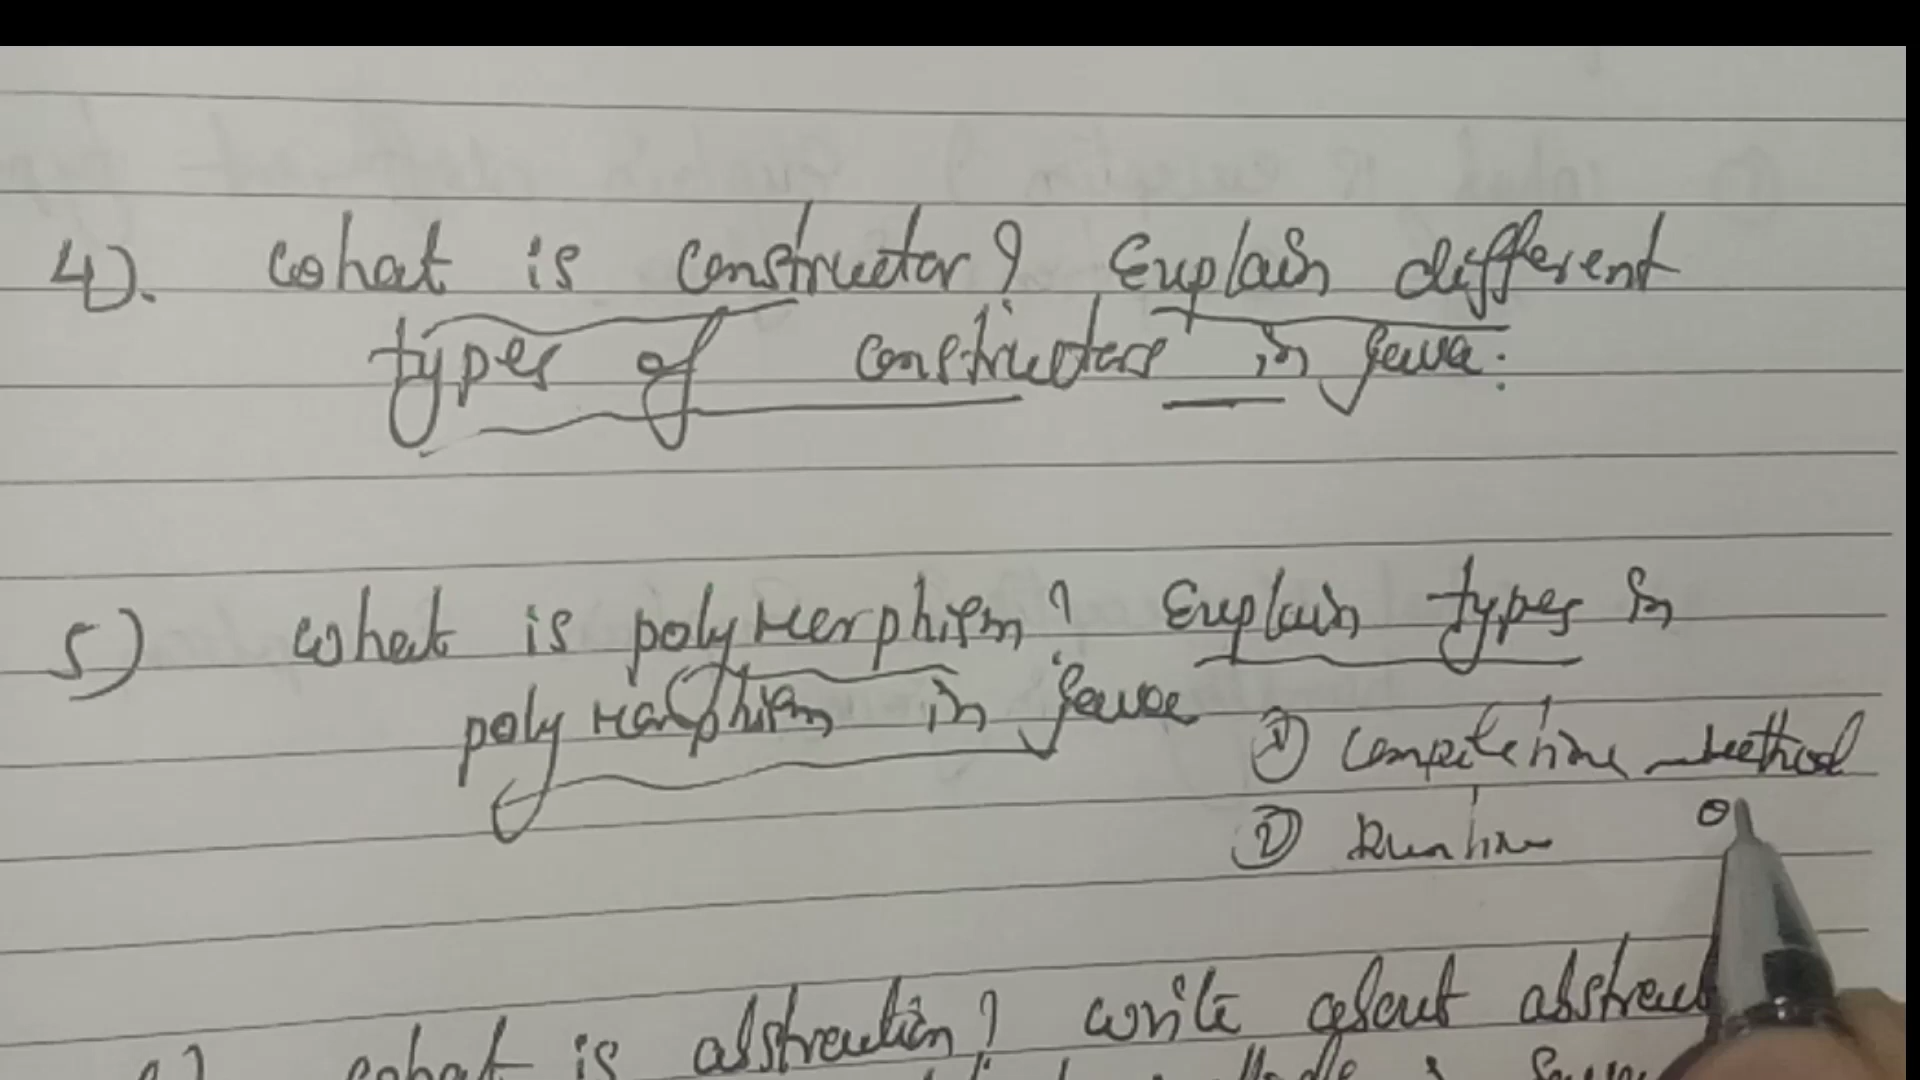 4). What is constructor? Explain different
types of constructors in Java.
5) What is polymorphism? Explain types in
polymorphism in Java
① Compile time - method
② Runtime o
what is abstraction? write about abstract